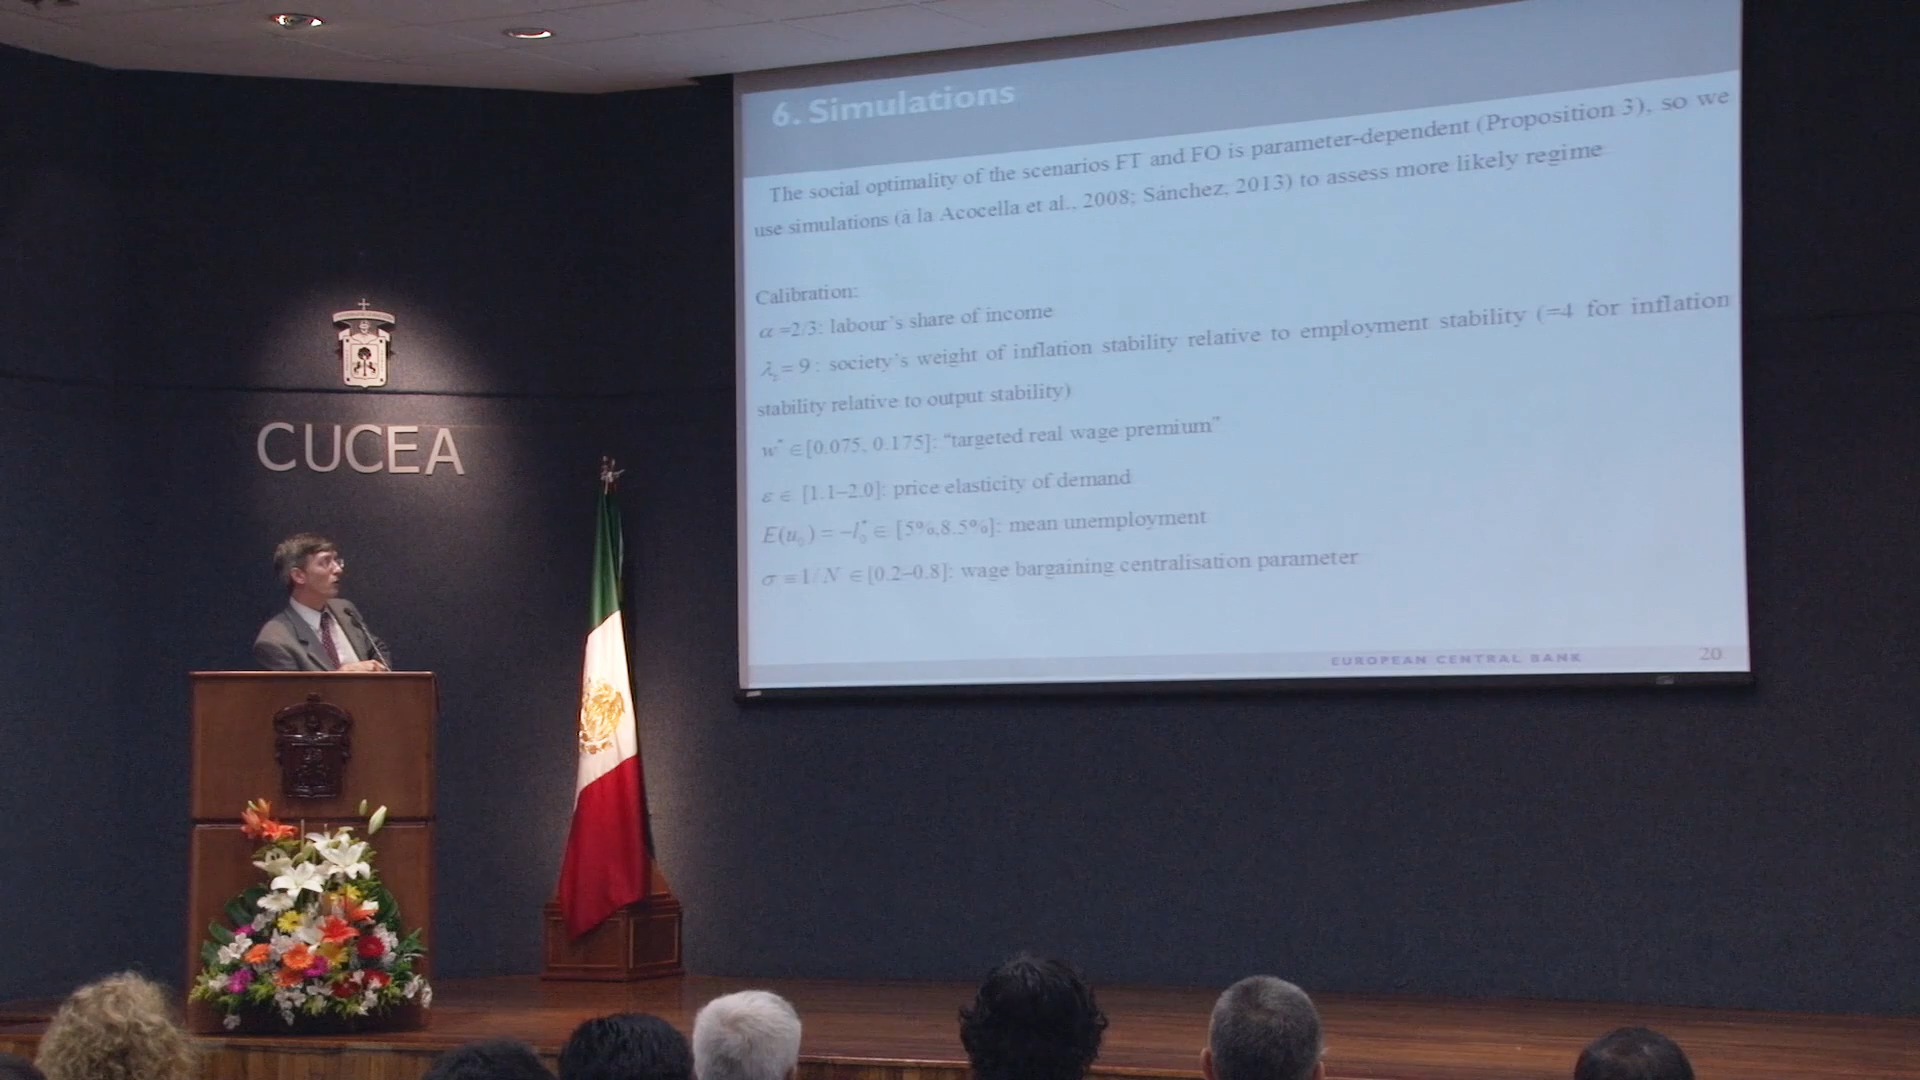 6. Simulations
The social optimality of the scenarios FT and FO is parameter-dependent (Proposition 3), so we
use simulations (à la Acocella et al., 2008; Sánchez, 2013) to assess more likely regime
Calibration:
α =2/3: labour's share of income
λₛ = 9 : society's weight of inflation stability relative to employment stability (=4 for inflation
stability relative to output stability)
w* ∈[0.075, 0.175]: "targeted real wage premium"
ε ∈ [1.1–2.0]: price elasticity of demand
E(u₀) = −l₀* ∈ [5%,8.5%]: mean unemployment
σ ≡1/N ∈[0.2–0.8]: wage bargaining centralisation parameter
EUROPEAN CENTRAL BANK 20
CUCEA